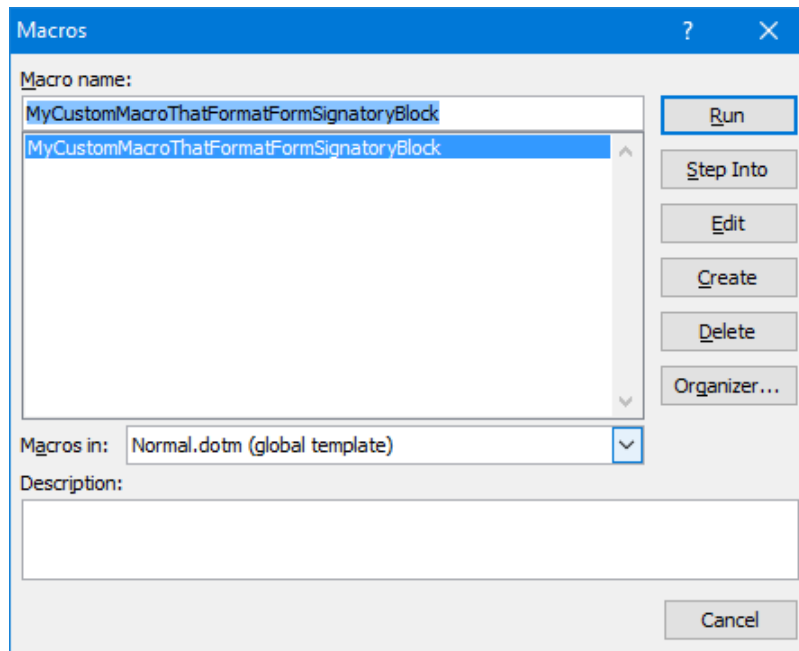 Macros
?
Macro name:
MyCustomMacroThatFormatFormSignatoryBlock
Run
MyCustomMacroThatFormatFormSignatoryBlock
Step Into
Edit
Create
Delete
Organizer...
Macros in:
Normal.dotm (global template)
Description:
Cancel